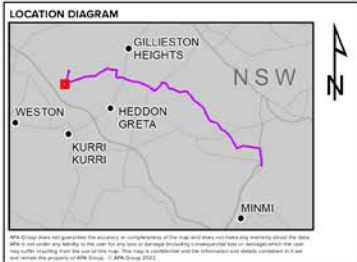 LOCATION DIAGRAM
GILLIESTON
HEIGHTS
NSW
N
WESTON
HEDDON
GRETA
KURRI
KURRI
MINMI
APA Group does not guarantee the accuracy or completeness of the map and does not make any warranty about the data.
APA is not under any liability to the user for any loss or damage (including consequential loss or damage) which the user
may suffer resulting from the use of this map. This map is confidential and the information and details contained in it are
and remain the property of APA Group. © APA Group 2022